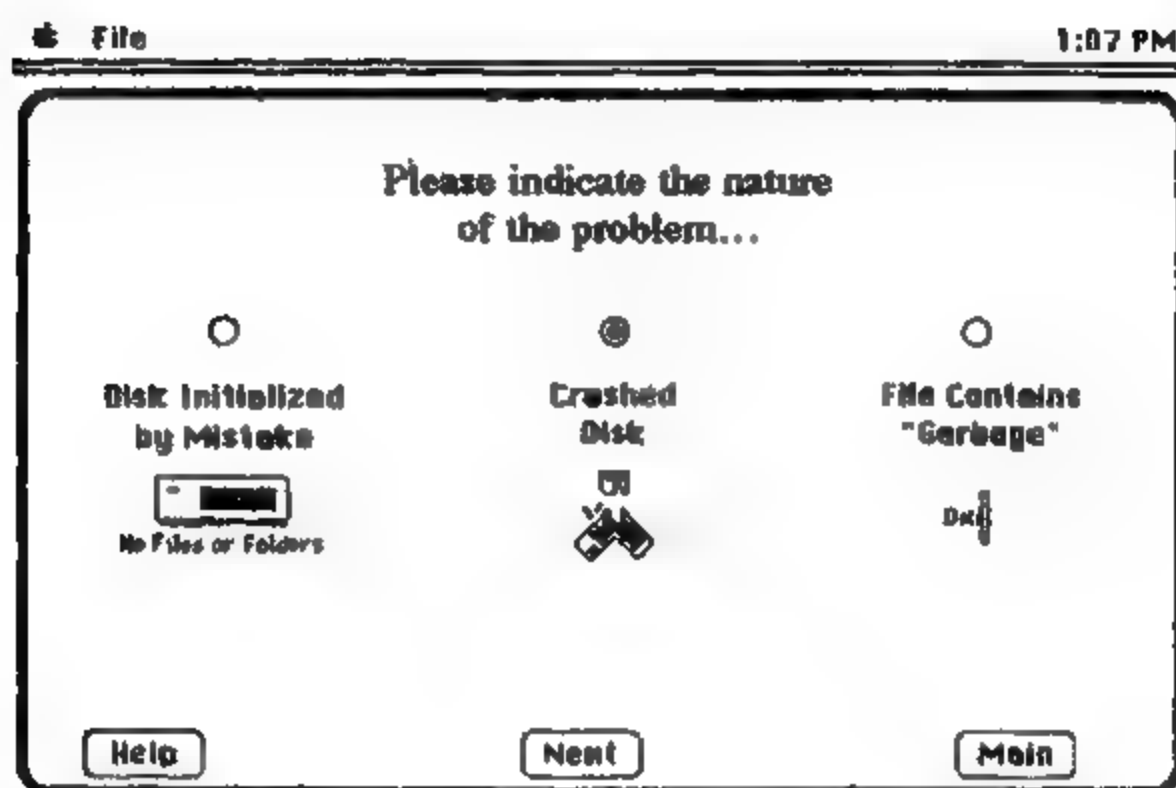 File 1:07 PM
Please indicate the nature
of the problem...
Disk Initialized
by Mistake
No Files or Folders
Crashed
Disk
File Contains
"Garbage"
Help
Next
Main